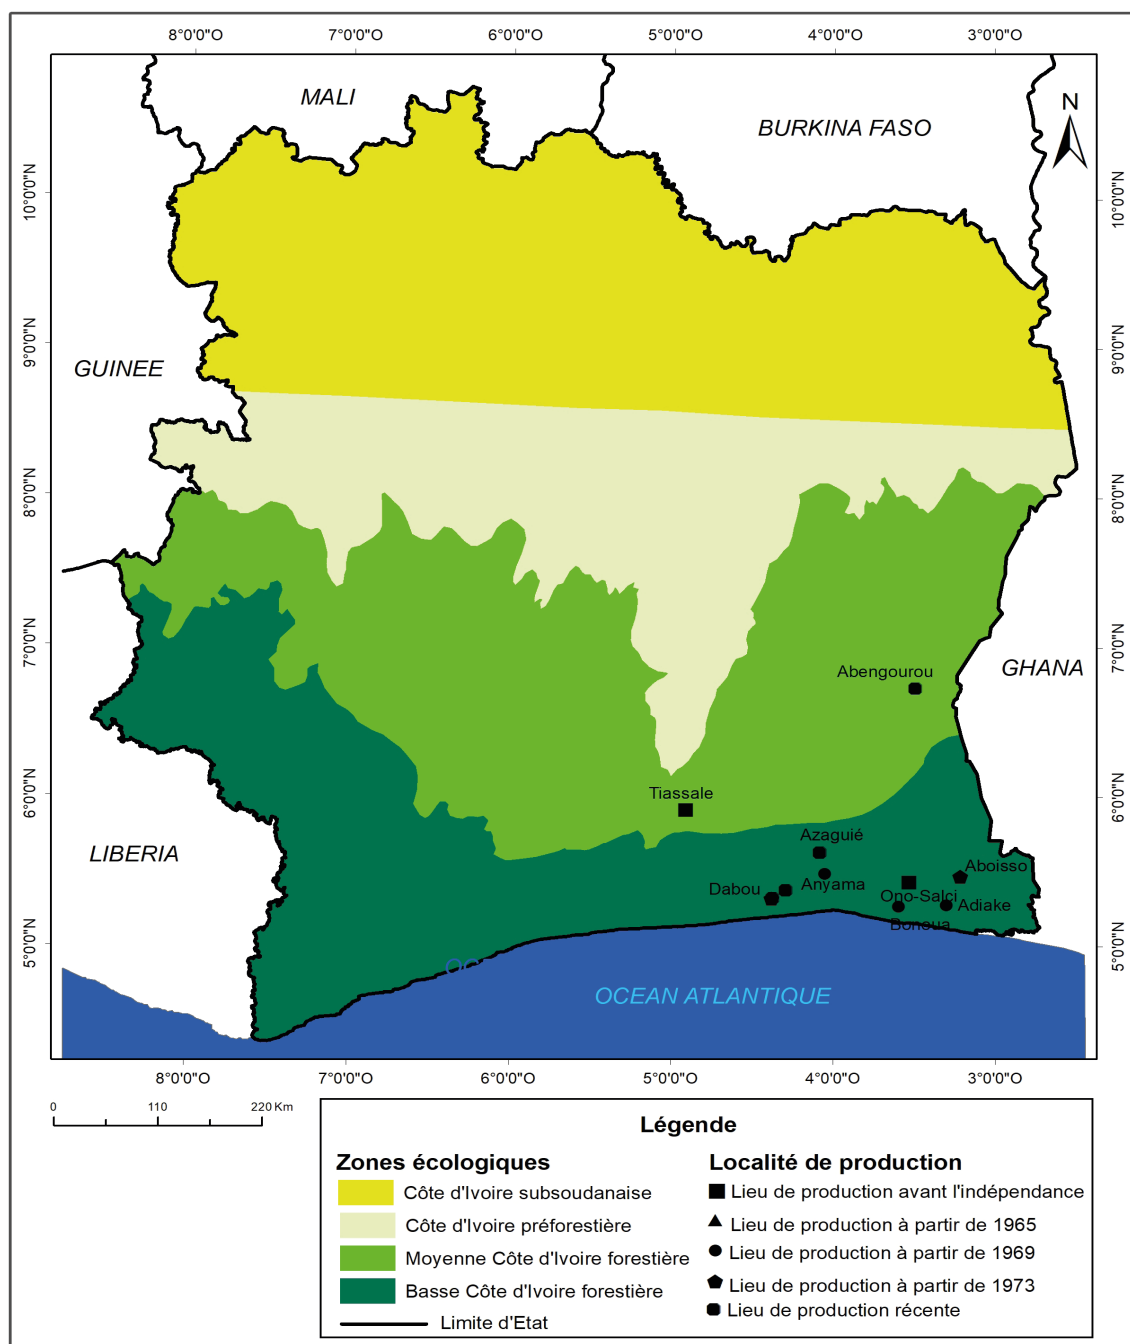 8°0'0"O 7°0'0"O 6°0'0"O 5°0'0"O 4°0'0"O 3°0'0"O
MALI
N
BURKINA FASO
10°0'0"N
10°0'0"N
9°0'0"N
9°0'0"N
GUINEE
8°0'0"N
8°0'0"N
7°0'0"N
7°0'0"N
Abengourou
GHANA
6°0'0"N
6°0'0"N
Tiassale
Azaguié
LIBERIA
Aboisso
Dabou
Anyama
Ono-Salci
Adiake
Bonoua
5°0'0"N
5°0'0"N
OCEAN ATLANTIQUE
8°0'0"O 7°0'0"O 6°0'0"O 5°0'0"O 4°0'0"O 3°0'0"O
0 110 220 Km
Légende
Zones écologiques
Côte d'Ivoire subsoudanaise
Côte d'Ivoire préforestière
Moyenne Côte d'Ivoire forestière
Basse Côte d'Ivoire forestière
Limite d'Etat
Localité de production
Lieu de production avant l'indépendance
Lieu de production à partir de 1965
Lieu de production à partir de 1969
Lieu de production à partir de 1973
Lieu de production récente